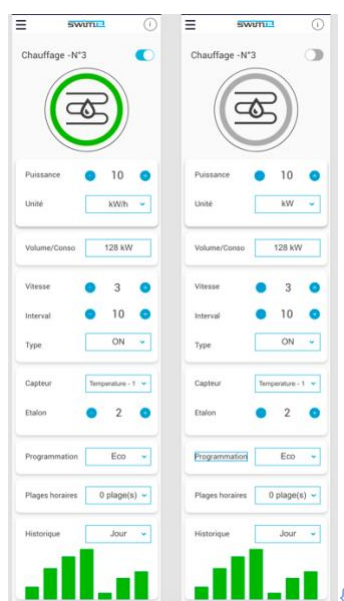 SWIMO
Chauffage -N°3
Puissance 10
Unité kW/h
Volume/Conso 128 kW
Vitesse 3
Interval 10
Type ON
Capteur Temperature - 1
Etalon 2
Programmation Eco
Plages horaires 0 plage(s)
Historique Jour
Chauffage -N°3
Puissance 10
Unité kW
Volume/Conso 128 kW
Vitesse 3
Interval 10
Type ON
Capteur Temperature - 1
Etalon 2
Programmation Eco
Plages horaires 0 plage(s)
Historique Jour